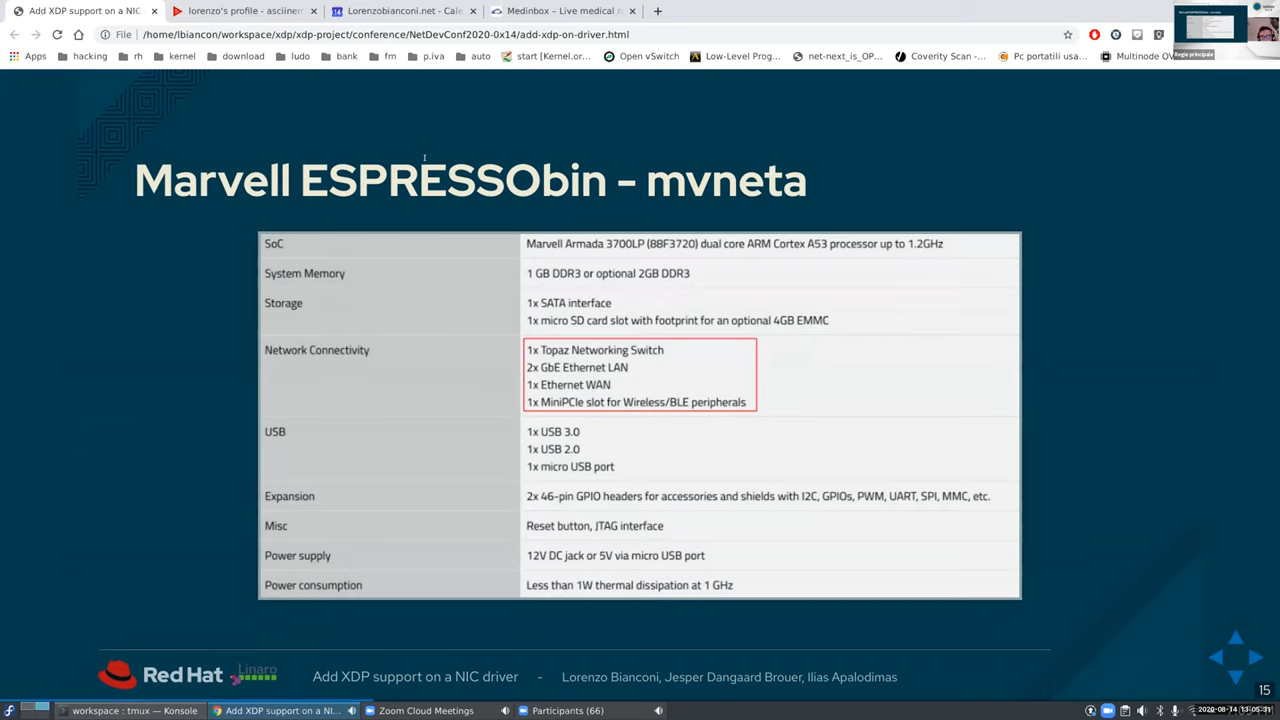 Add XDP support on a NIC
lorenzo's profit - asciinem
Lorenzobianconi.net - Cale
Medinbox – Live medical n
File
/home/lbiancon/workspace/xdp/xdp-project/conference/NetDevConf2020-0x14/add-xdp-on-driver.html
Apps
hacking
rh
kernel
download
ludo
bank
frm
p.iva
auto
start [Kernel.or
Open vSwitch
Low-Level Prog...
net-next_is_OP...
Coverity Scan -...
Pc portatili usa...
Multinode OV
Regie principale
Marvell ESPRESSObin - mvneta
SoC
Marvell Armada 3700LP (88F3720) dual core ARM Cortex A53 processor up to 1.2GHz
System Memory
1 GB DDR3 or optional 2GB DDR3
Storage
1x SATA interface
1x micro SD card slot with footprint for an optional 4GB EMMC
Network Connectivity
1x Topaz Networking Switch
2x GbE Ethernet LAN
1x Ethernet WAN
1x MiniPCIe slot for Wireless/BLE peripherals
USB
1x USB 3.0
1x USB 2.0
1x micro USB port
Expansion
2x 46-pin GPIO headers for accessories and shields with I2C, GPIOs, PWM, UART, SPI, MMC, etc.
Misc
Reset button, JTAG interface
Power supply
12V DC jack or 5V via micro USB port
Power consumption
Less than 1W thermal dissipation at 1 GHz
Red Hat
Linaro
Add XDP support on a NIC driver - Lorenzo Bianconi, Jesper Dangaard Brouer, Ilias Apalodimas
15
workspace : tmux — Konsole
Add XDP support on a NI...
Zoom Cloud Meetings
Participants (66)
2020-08-14 13:05:31